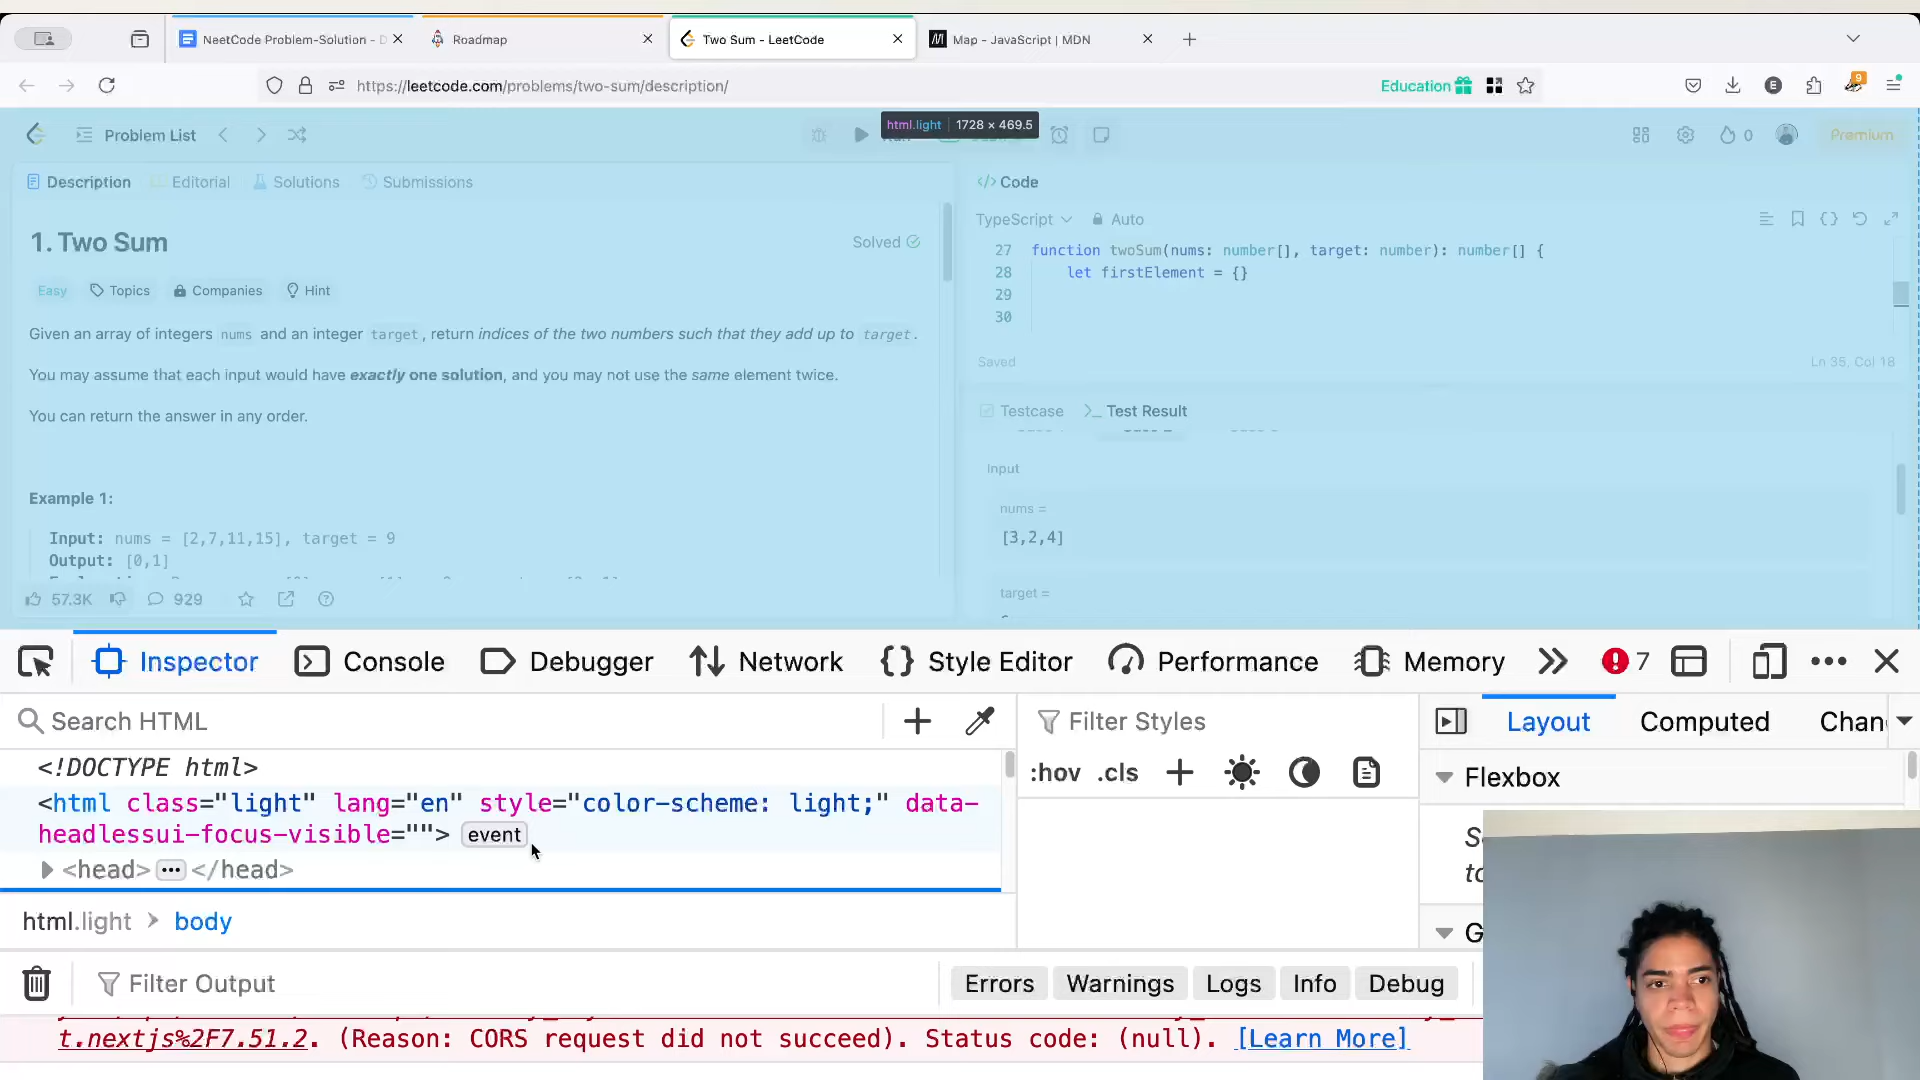 NeetCode Problem-Solution - D
Roadmap
Two Sum - LeetCode
Map - JavaScript | MDN
https://leetcode.com/problems/two-sum/description/
Education
9
Problem List
html.light 1728 × 469.5
0
Premium
Description
Editorial
Solutions
Submissions
</> Code
TypeScript
Auto
1. Two Sum
Solved
Easy
Topics
Companies
Hint
Given an array of integers nums and an integer target, return indices of the two numbers such that they add up to target.
You may assume that each input would have exactly one solution, and you may not use the same element twice.
You can return the answer in any order.
Example 1:
Input: nums = [2,7,11,15], target = 9
Output: [0,1]
57.3K
929
27 function twoSum(nums: number[], target: number): number[] {
28 let firstElement = {}
29
30
Saved
Ln 35, Col 18
Testcase
>_ Test Result
Input
nums =
[3,2,4]
target =
Inspector
Console
Debugger
Network
Style Editor
Performance
Memory
7
Search HTML
Filter Styles
Layout
Computed
Chan
:hov .cls
<!DOCTYPE html>
<html class="light" lang="en" style="color-scheme: light;" data-
headlessui-focus-visible=""> event
<head> ••• </head>
Flexbox
html.light > body
G
Filter Output
Errors
Warnings
Logs
Info
Debug
t.nextjs%2F7.51.2. (Reason: CORS request did not succeed). Status code: (null). [Learn More]